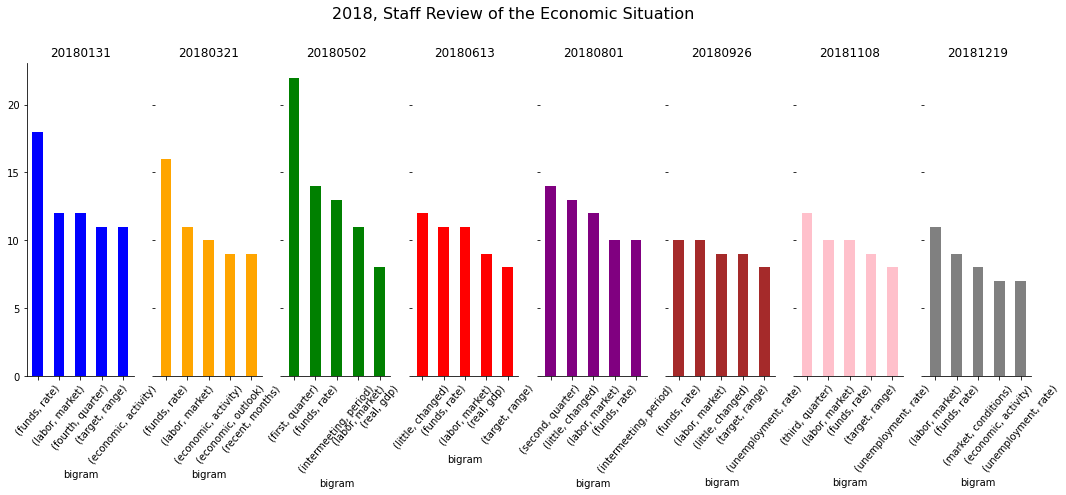 2018, Staff Review of the Economic Situation
20180131 20180321 20180502 20180613 20180801 20180926 20181108 20181219
20
15
10
5
0
(funds, rate)
(labor, market)
(fourth, quarter)
(target, range)
(economic, activity)
bigram
(funds, rate)
(labor, market)
(economic, activity)
(economic, outlook)
(recent, months)
bigram
(first, quarter)
(funds, rate)
(intermeeting, period)
(labor, market)
(real, gdp)
bigram
(little, changed)
(funds, rate)
(labor, market)
(real, gdp)
(target, range)
bigram
(second, quarter)
(little, changed)
(labor, market)
(funds, rate)
(intermeeting, period)
bigram
(funds, rate)
(labor, market)
(little, changed)
(target, range)
(unemployment, rate)
bigram
(third, quarter)
(labor, market)
(funds, rate)
(target, range)
(unemployment, rate)
bigram
(labor, market)
(funds, rate)
(market, conditions)
(economic, activity)
(unemployment, rate)
bigram